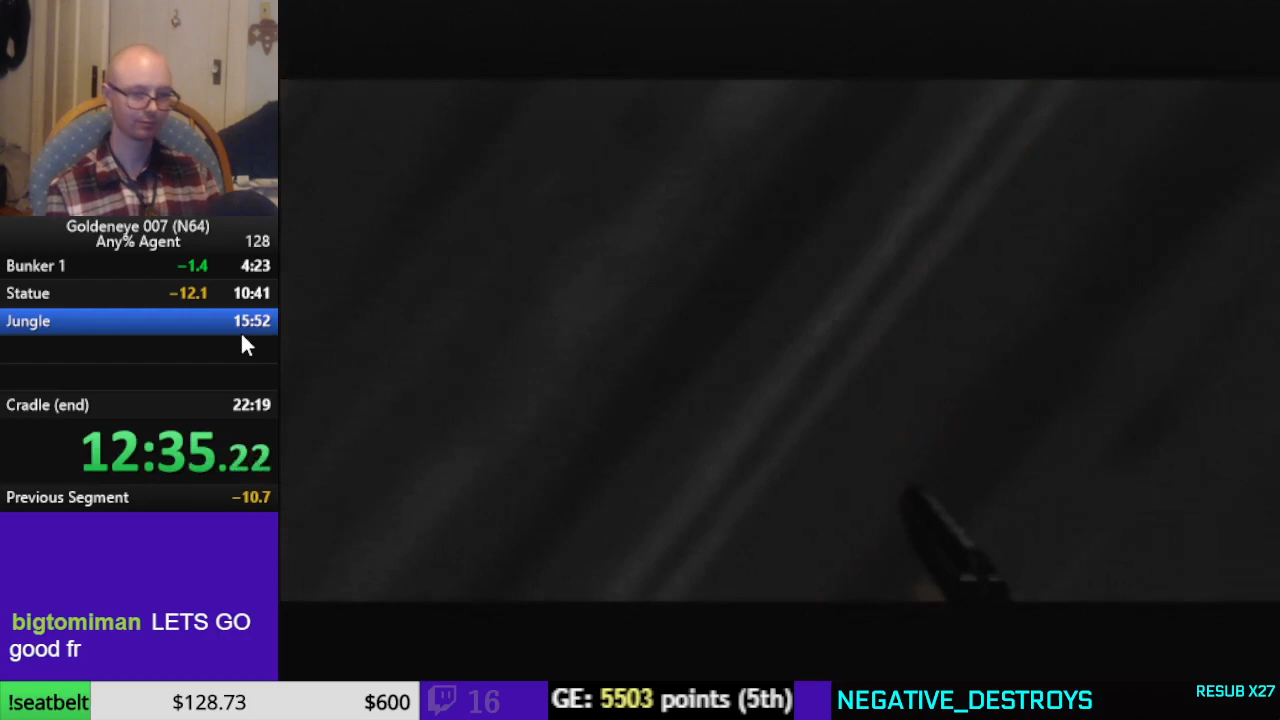 Goldeneye 007 (N64)
Any% Agent 128
Bunker 1 −1.4 4:23
Statue −12.1 10:41
Jungle 15:52
Cradle (end) 22:19
12:35.22
Previous Segment −10.7
bigtomiman LETS GO
good fr
!seatbelt $128.73 $600 16 GE: 5503 points (5th) NEGATIVE_DESTROYS RESUB X27